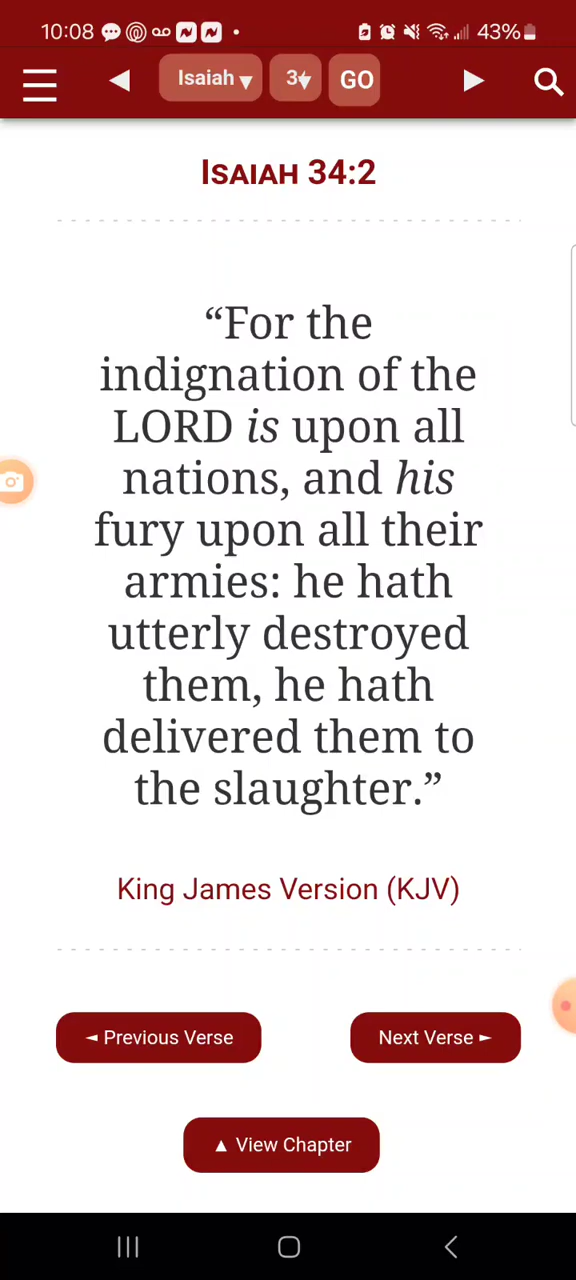 10:08 43%
Isaiah 34 GO
ISAIAH 34:2
“For the
indignation of the
LORD is upon all
nations, and his
fury upon all their
armies: he hath
utterly destroyed
them, he hath
delivered them to
the slaughter.”
King James Version (KJV)
◄ Previous Verse Next Verse ►
▲ View Chapter